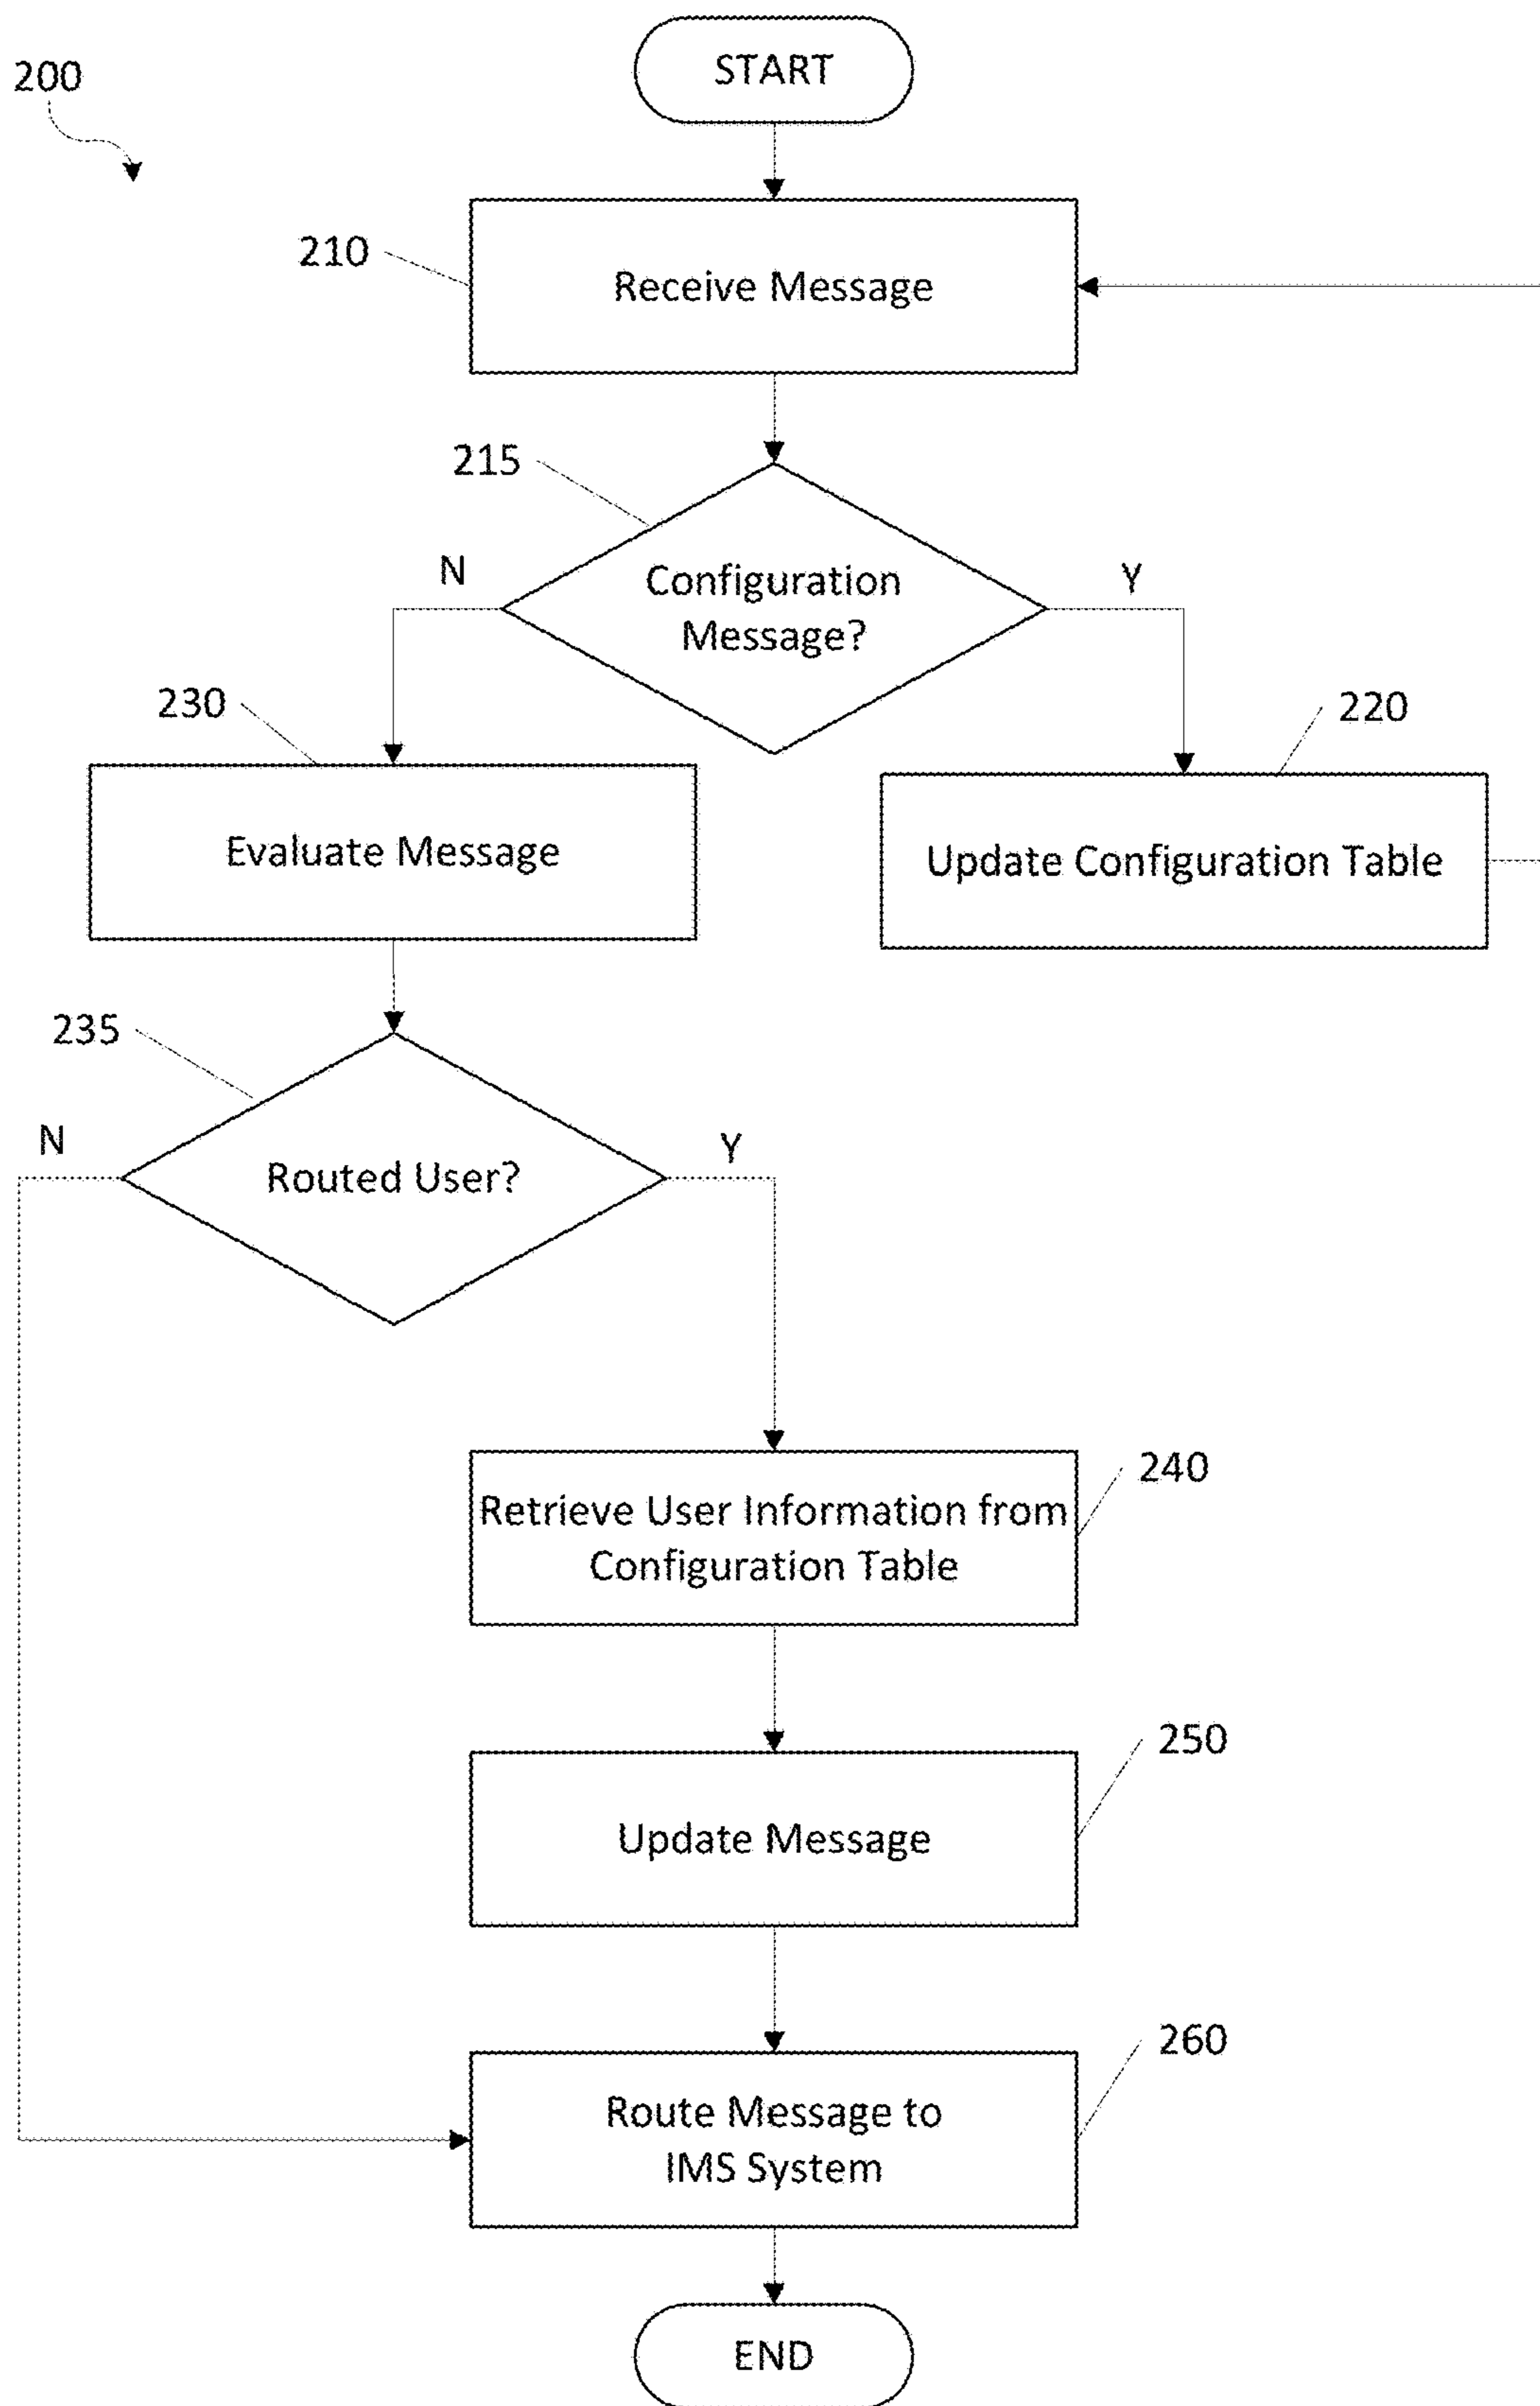 START
200
210
Receive Message
215
N
Configuration
Message?
Y
230
220
Evaluate Message
Update Configuration Table
235
N
Routed User?
Y
240
Retrieve User Information from
Configuration Table
250
Update Message
260
Route Message to
IMS System
END